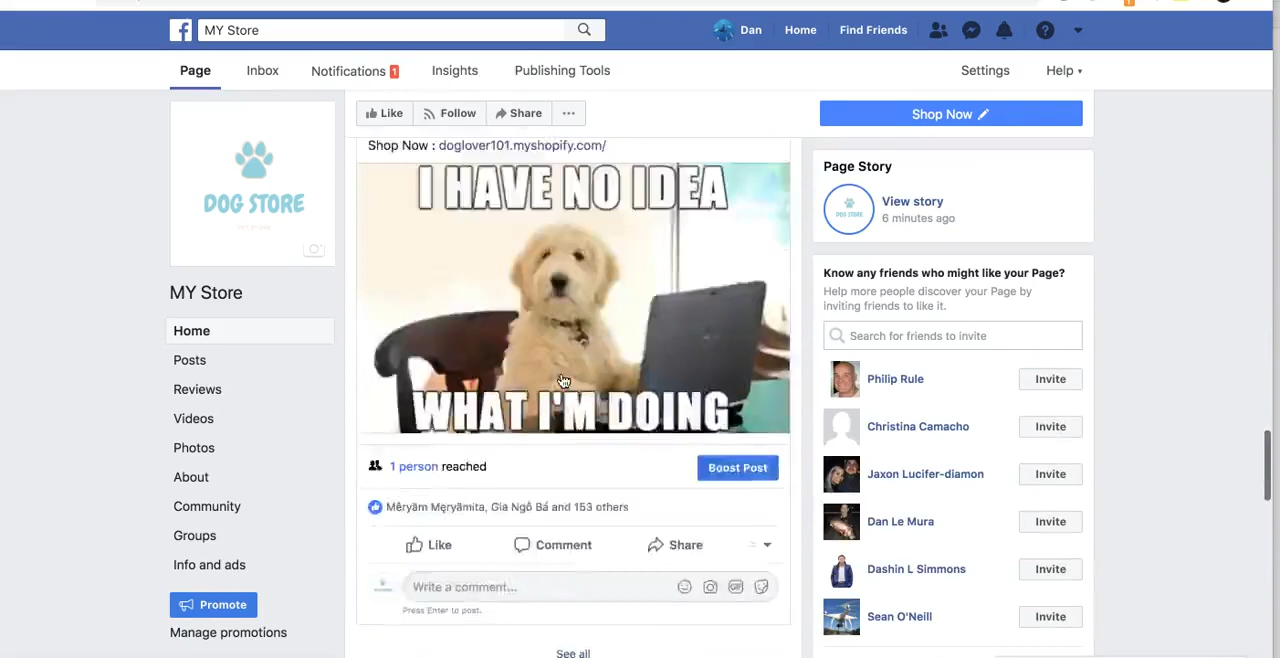 MY Store
Dan Home Find Friends
Page Inbox Notifications 1 Insights Publishing Tools Settings Help
Like Follow Share ... Shop Now
DOG STORE
MY Store
Home
Posts
Reviews
Videos
Photos
About
Community
Groups
Info and ads
Promote
Manage promotions
Shop Now : doglover101.myshopify.com/
I HAVE NO IDEA
WHAT I'M DOING
1 person reached Boost Post
Mêryãm Męryãmita, Gia Ngô Bá and 153 others
Like Comment Share
Write a comment...
Press Enter to post.
See all
Page Story
DOG STORE
View story
6 minutes ago
Know any friends who might like your Page?
Help more people discover your Page by
inviting friends to like it.
Search for friends to invite
Philip Rule Invite
Christina Camacho Invite
Jaxon Lucifer-diamon Invite
Dan Le Mura Invite
Dashin L Simmons Invite
Sean O'Neill Invite